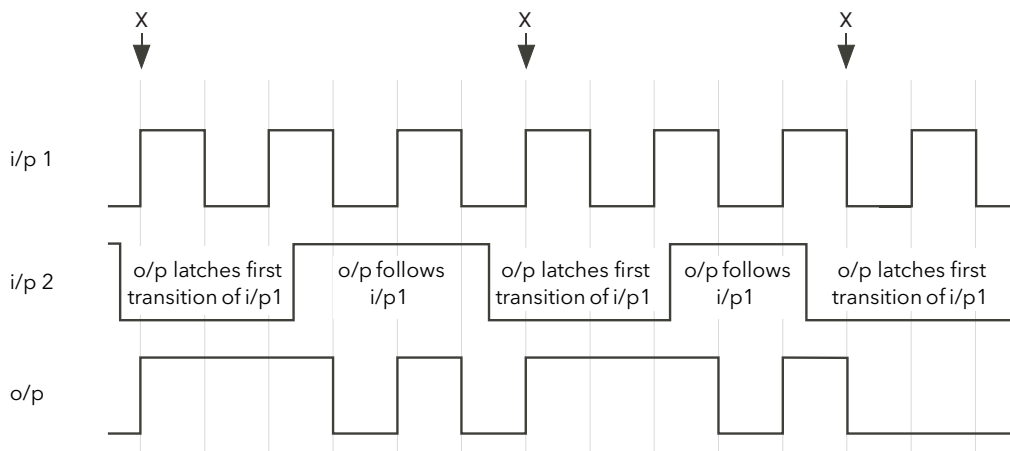 X X X
i/p 1
i/p 2
o/p latches first
transition of i/p1
o/p follows
i/p1
o/p latches first
transition of i/p1
o/p follows
i/p1
o/p latches first
transition of i/p1
o/p